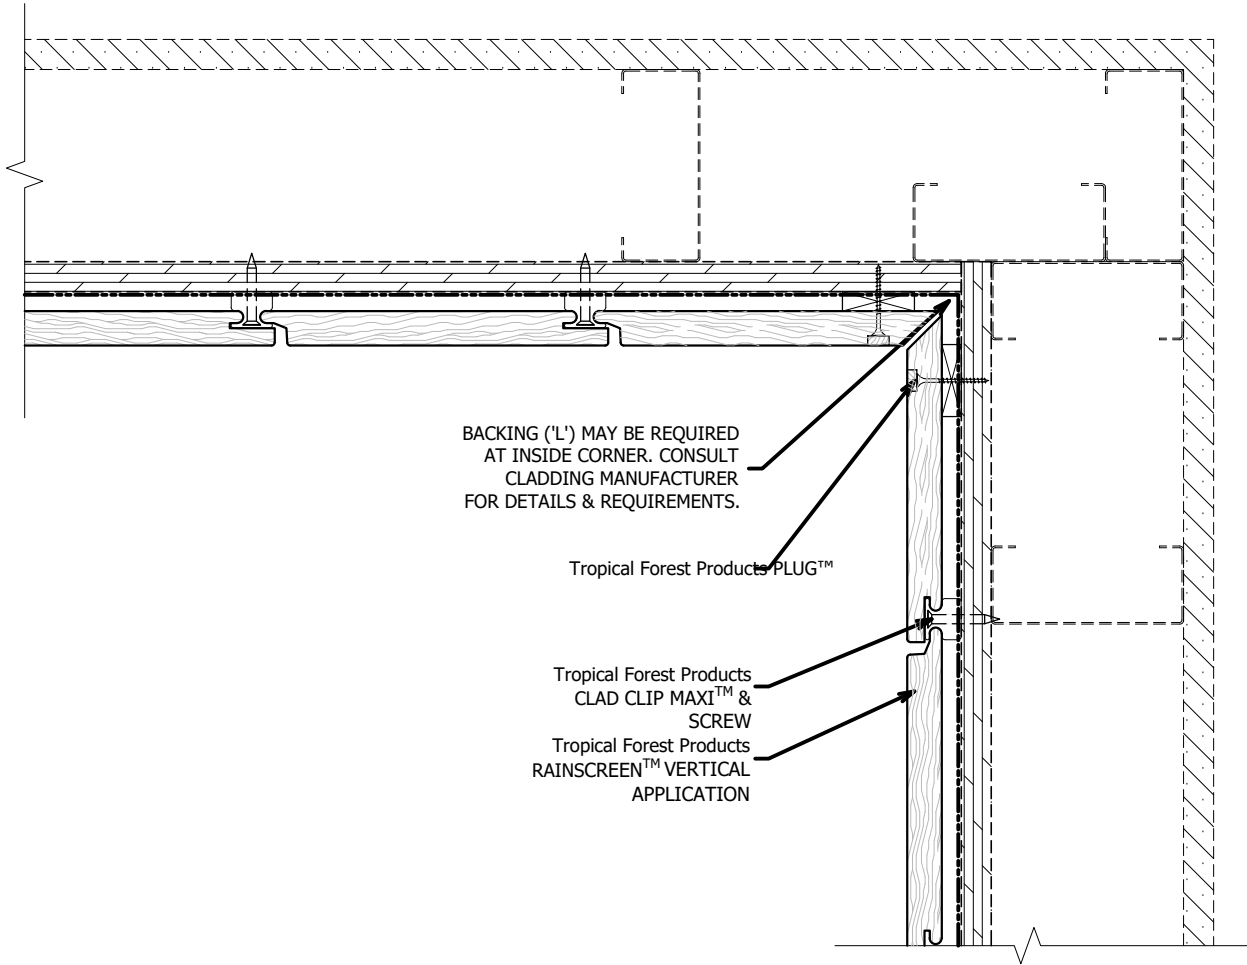 BACKING ('L') MAY BE REQUIRED
AT INSIDE CORNER. CONSULT
CLADDING MANUFACTURER
FOR DETAILS & REQUIREMENTS.
Tropical Forest Products PLUG™
Tropical Forest Products
CLAD CLIP MAXI™ &
SCREW
Tropical Forest Products
RAINSCREEN™ VERTICAL
APPLICATION